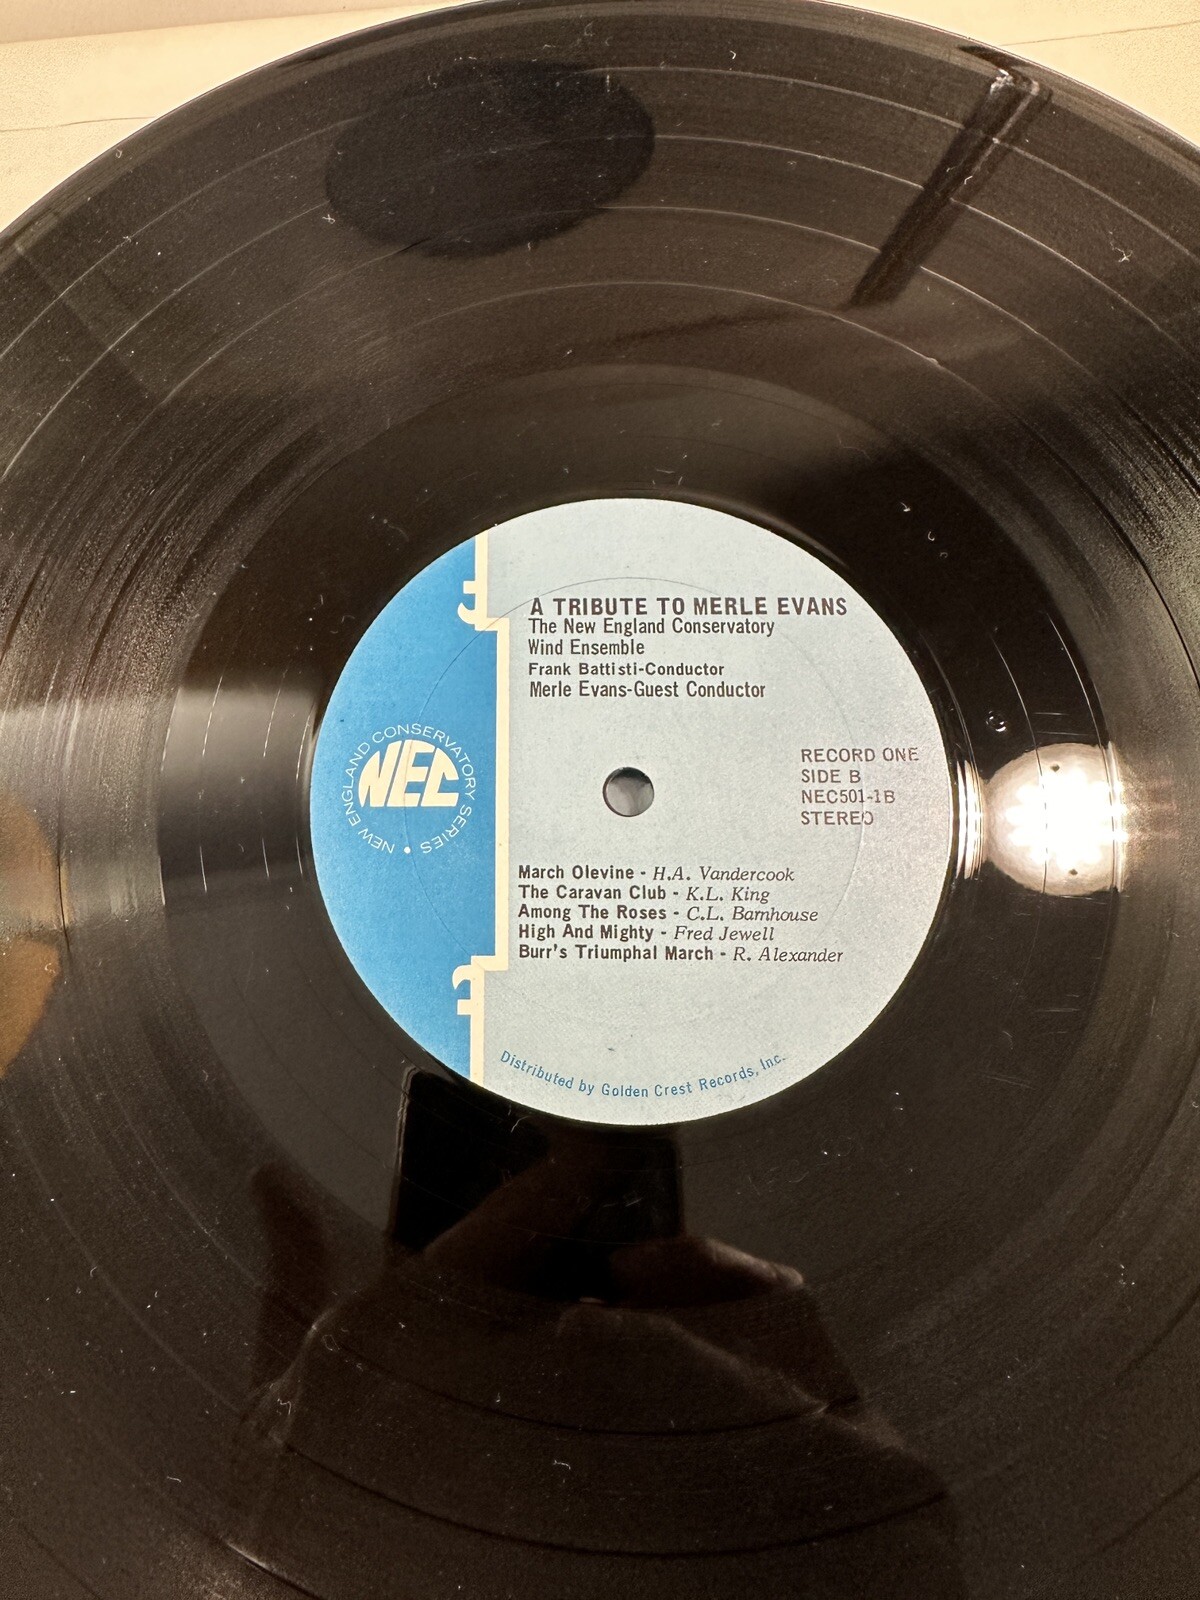 A TRIBUTE TO MERLE EVANS
The New England Conservatory
Wind Ensemble
Frank Battisti-Conductor
Merle Evans-Guest Conductor
NEW ENGLAND CONSERVATORY SERIES •
NEC
RECORD ONE
SIDE B
NEC501-1B
STEREO
March Olevine - H.A. Vandercook
The Caravan Club - K.L. King
Among The Roses - C.L. Barnhouse
High And Mighty - Fred Jewell
Burr's Triumphal March - R. Alexander
Distributed by Golden Crest Records, Inc.